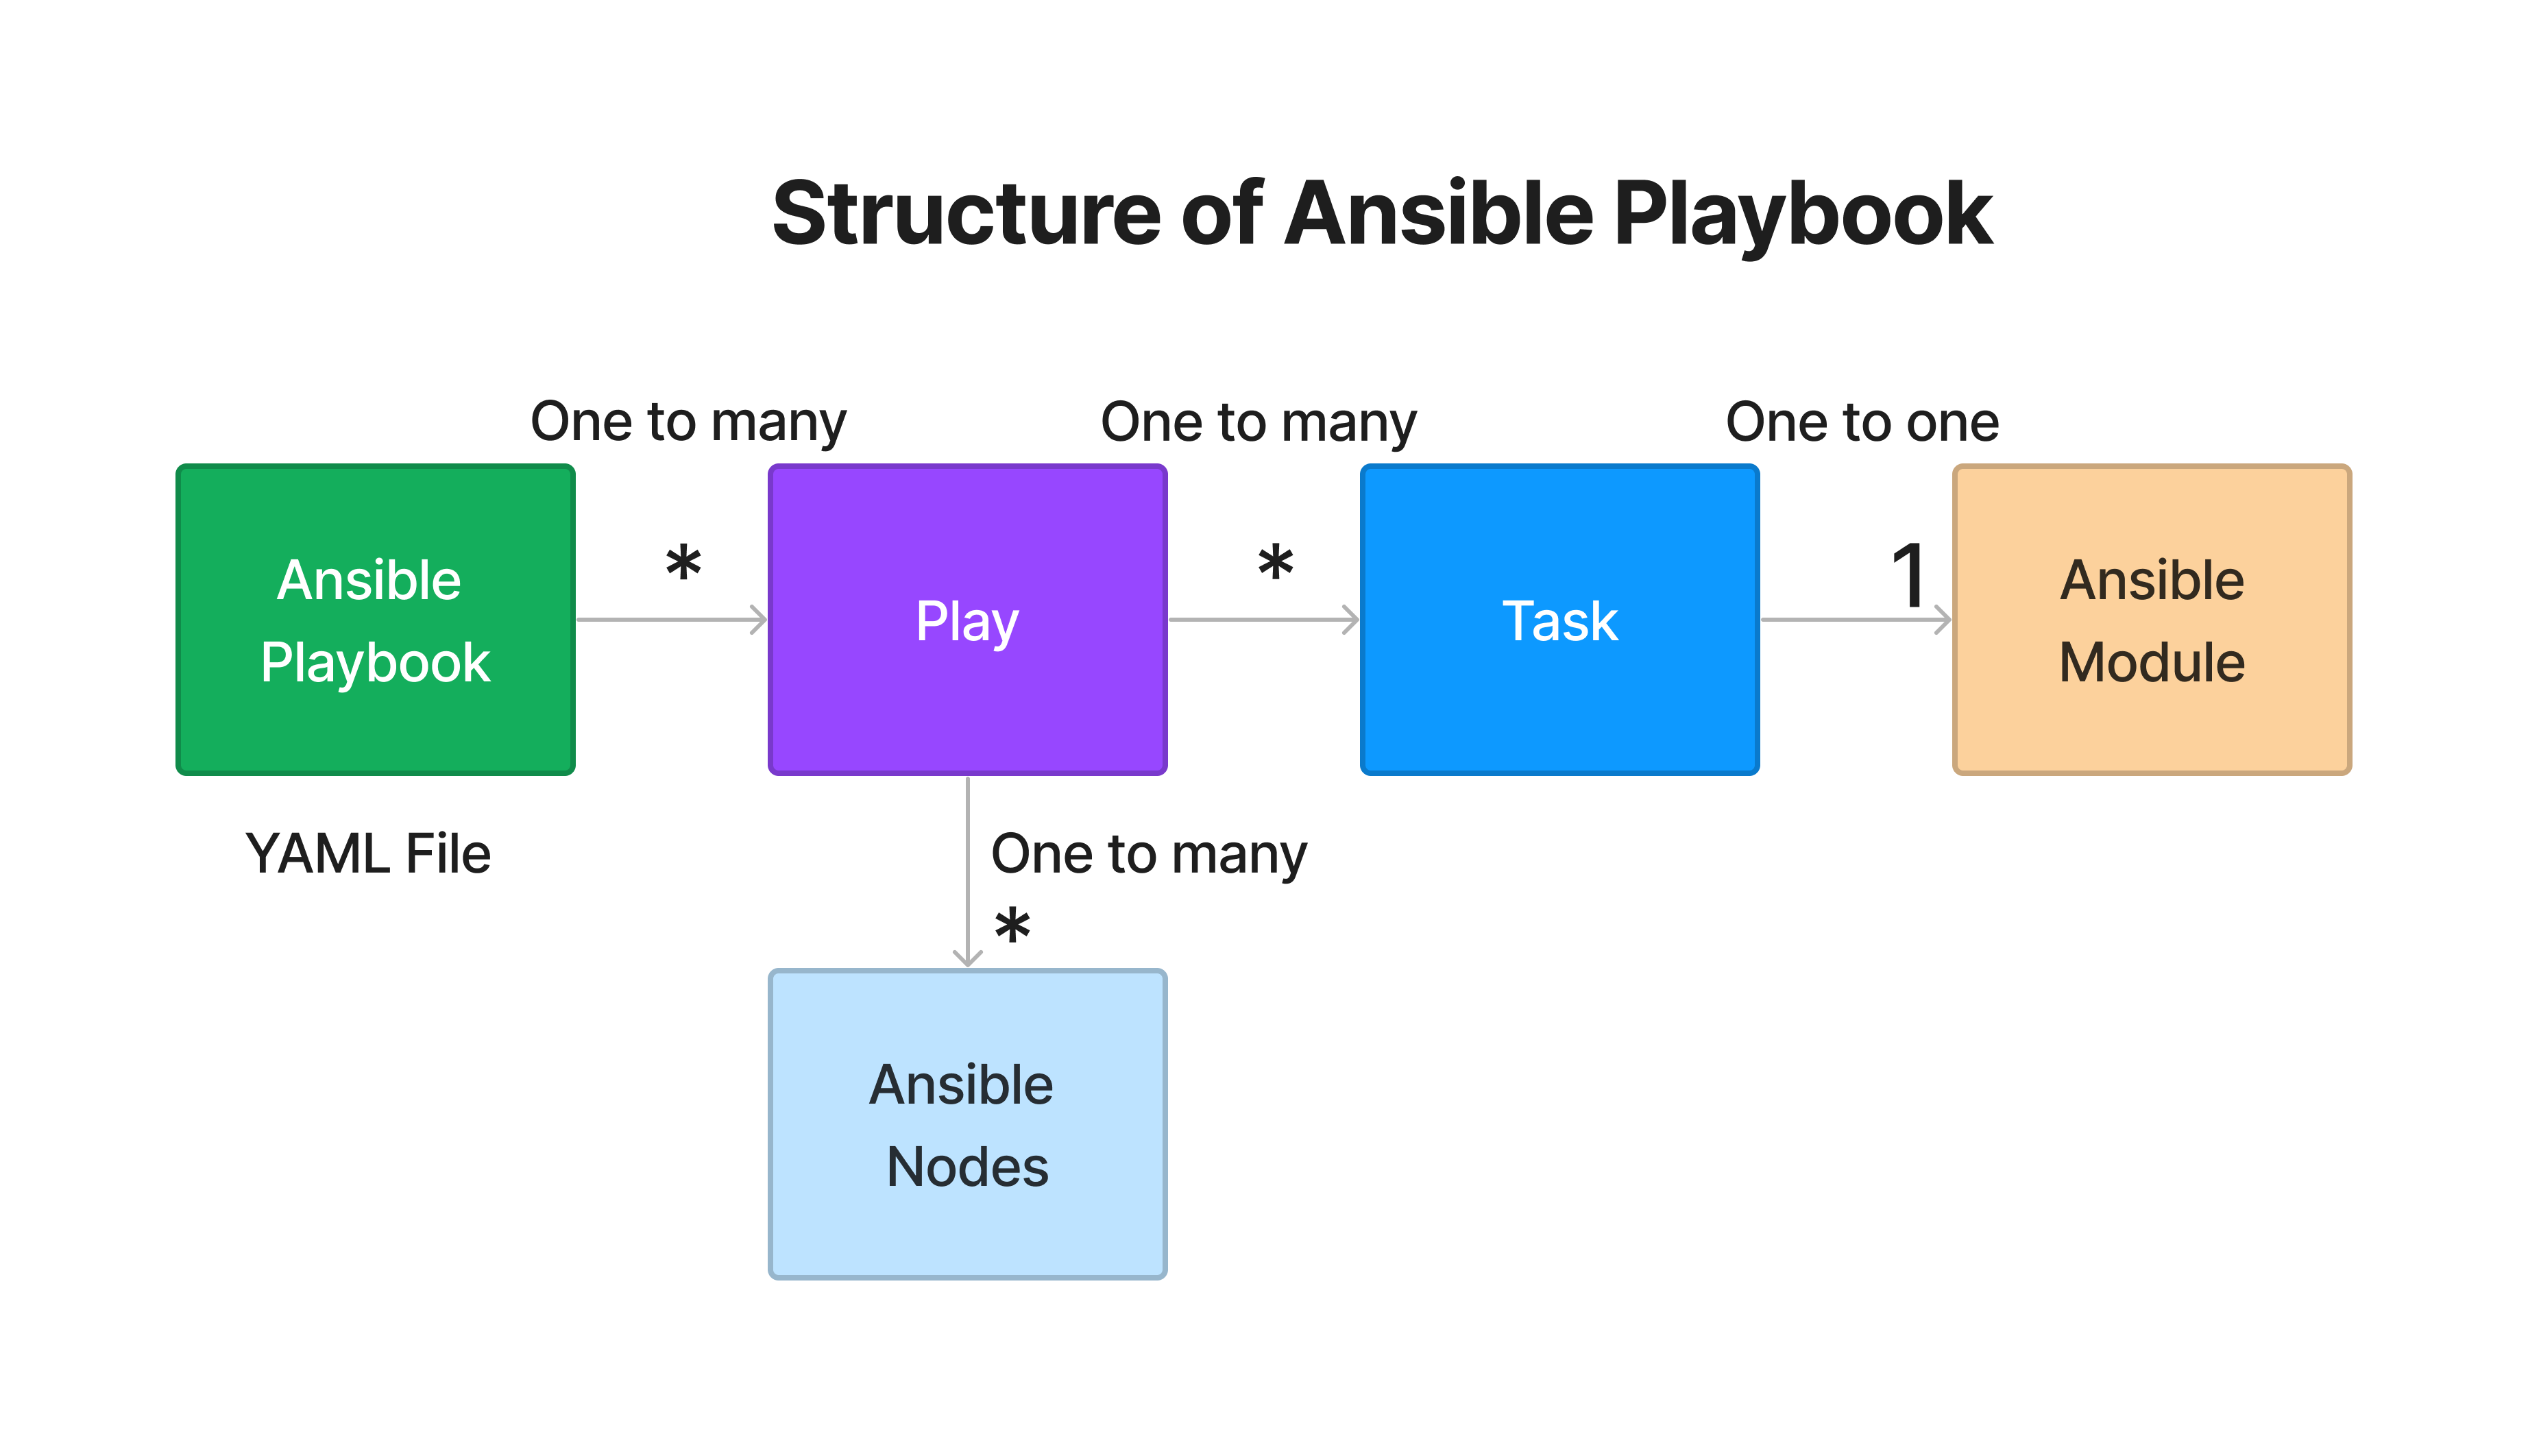 Structure of Ansible Playbook
One to many
One to many
One to one
*
*
1
Ansible
Playbook
Play
Task
Ansible
Module
YAML File
One to many
*
Ansible
Nodes